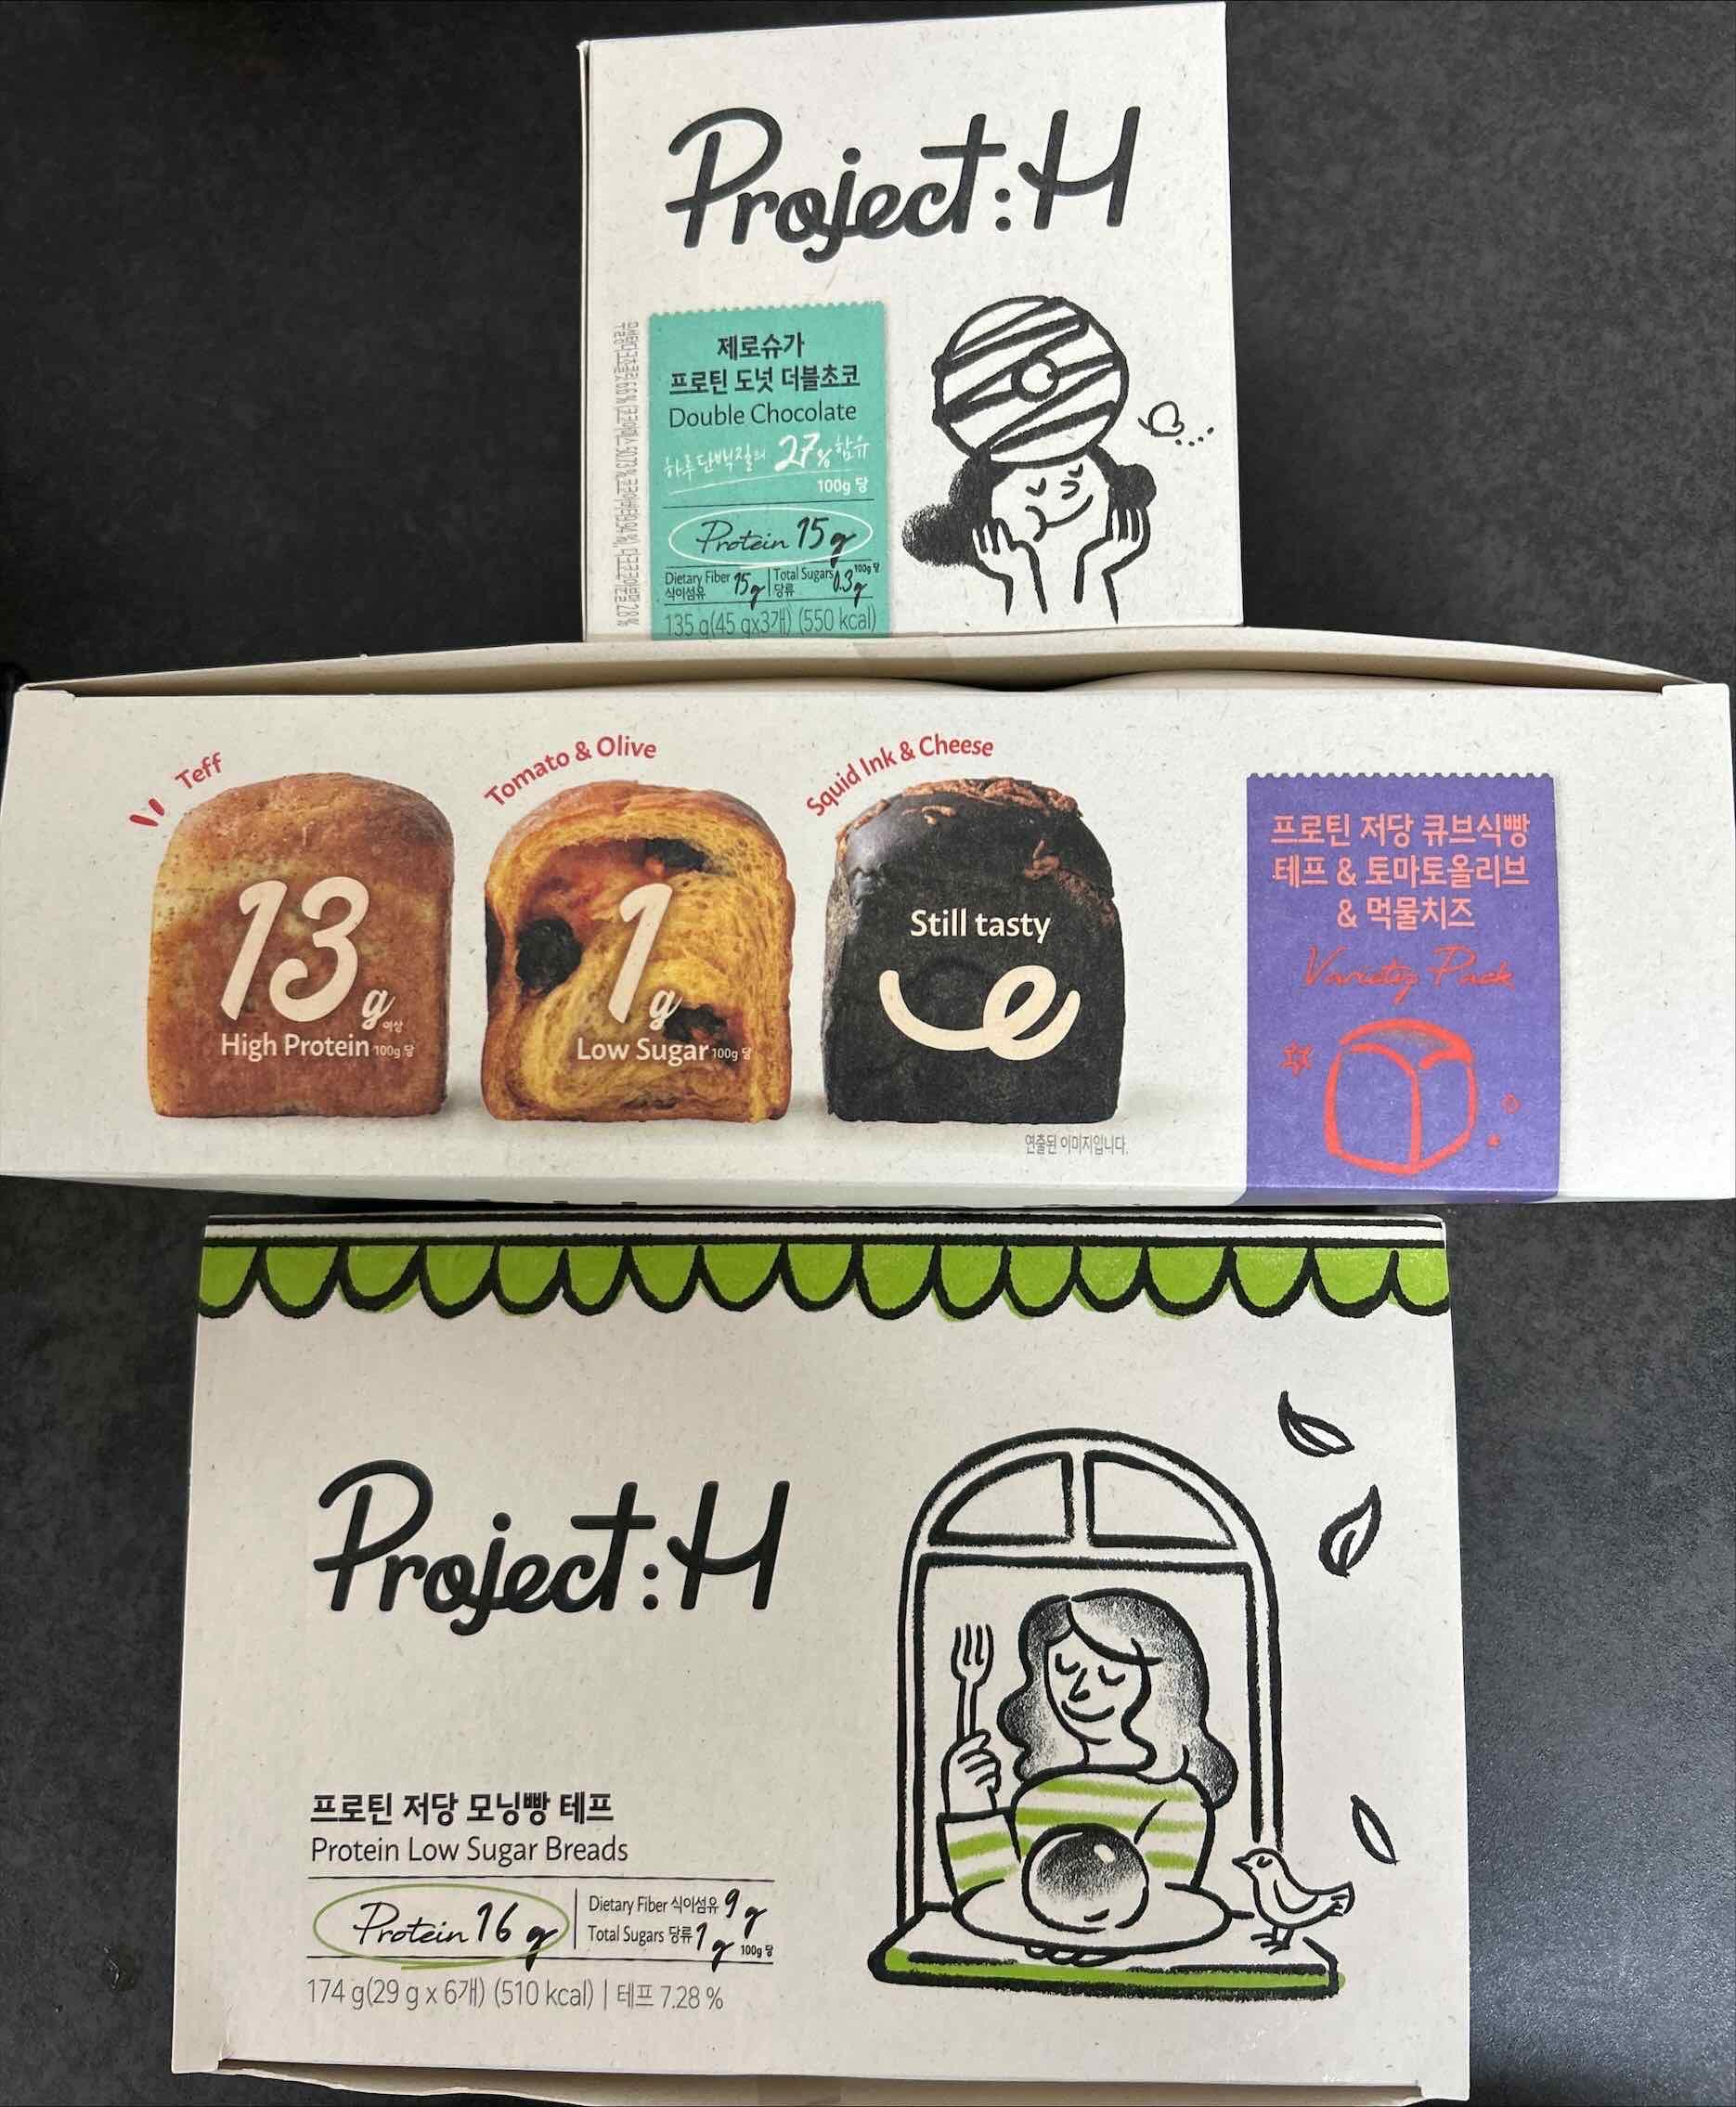 Project:H
제로슈가
프로틴 도넛 더블초코
Double Chocolate
하루 단백질의 27% 함유
100g 당
Protein 15g
Dietary Fiber 15g
식이섬유
Total Sugars 0.3g 100g 당
당류
135 g(45 gx3개) (550 kcal)
Teff
Tomato & Olive
Squid Ink & Cheese
13g 이상
High Protein 100g 당
1g
Low Sugar 100g 당
Still tasty
연출된 이미지입니다.
프로틴 저당 큐브식빵
테프 & 토마토올리브
& 먹물치즈
Variety Pack
Project:H
프로틴 저당 모닝빵 테프
Protein Low Sugar Breads
Protein 16g
Dietary Fiber 식이섬유 9g
Total Sugars 당류 1g 100g 당
174 g(29 g x 6개) (510 kcal) | 테프 7.28 %